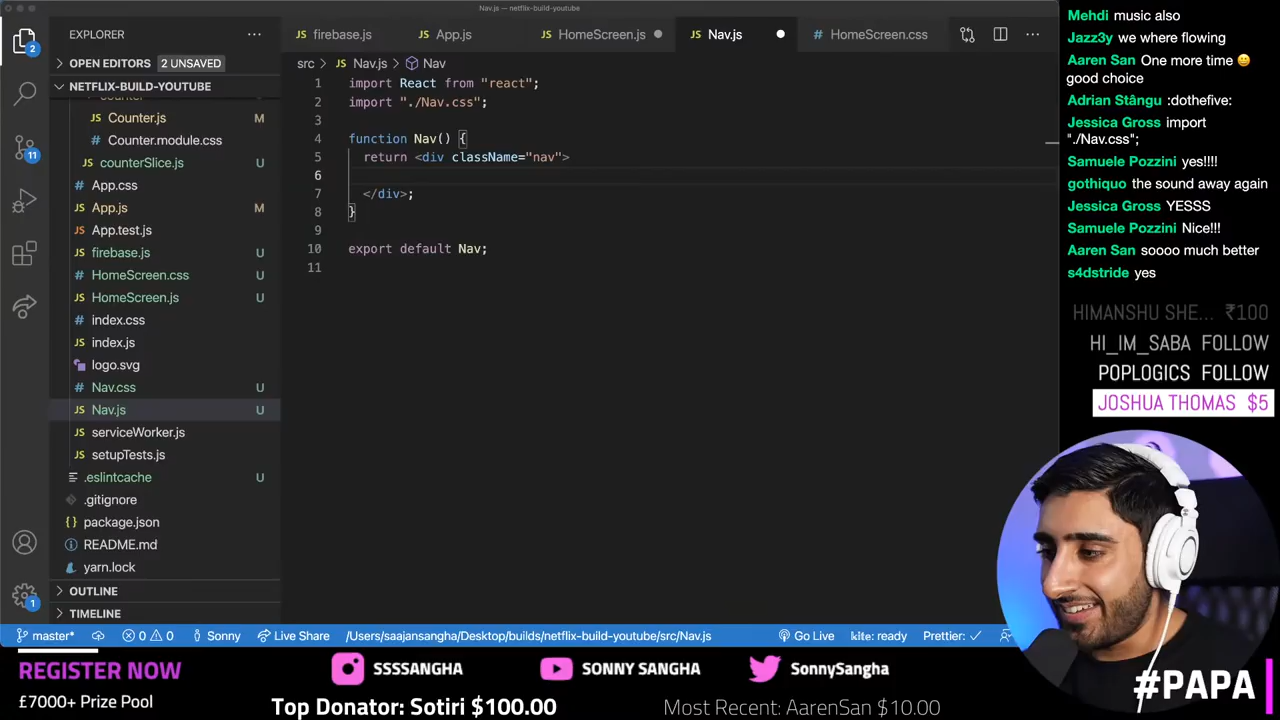 Nav.js — netflix-build-youtube
EXPLORER
firebase.js
App.js
HomeScreen.js
Nav.js
HomeScreen.css
OPEN EDITORS 2 UNSAVED
NETFLIX-BUILD-YOUTUBE
Counter.js M
Counter.module.css
counterSlice.js U
App.css
App.js M
App.test.js
firebase.js U
HomeScreen.css U
HomeScreen.js U
index.css
index.js
logo.svg
Nav.css U
Nav.js U
serviceWorker.js
setupTests.js
.eslintcache U
.gitignore
package.json
README.md
yarn.lock
OUTLINE
TIMELINE
2
11
1
src > Nav.js > Nav
1 import React from "react";
2 import "./Nav.css";
3
4 function Nav() {
5 return <div className="nav">
6
7 </div>;
8 }
9
10 export default Nav;
11
master* 0 0 Sonny Live Share /Users/saajansangha/Desktop/builds/netflix-build-youtube/src/Nav.js Go Live kite: ready Prettier: ✓
Mehdi music also
Jazz3y we where flowing
Aaren San One more time 😀
good choice
Adrian Stângu :dothefive:
Jessica Gross import
"./Nav.css";
Samuele Pozzini yes!!!!
gothiquo the sound away again
Jessica Gross YESSS
Samuele Pozzini Nice!!!
Aaren San soooo much better
s4dstride yes
HIMANSHU SHE... ₹100
HI_IM_SABA FOLLOW
POPLOGICS FOLLOW
JOSHUA THOMAS $5
REGISTER NOW
£7000+ Prize Pool
SSSSANGHA
SONNY SANGHA
SonnySangha
Top Donator: Sotiri $100.00
Most Recent: AarenSan $10.00
#PAPA